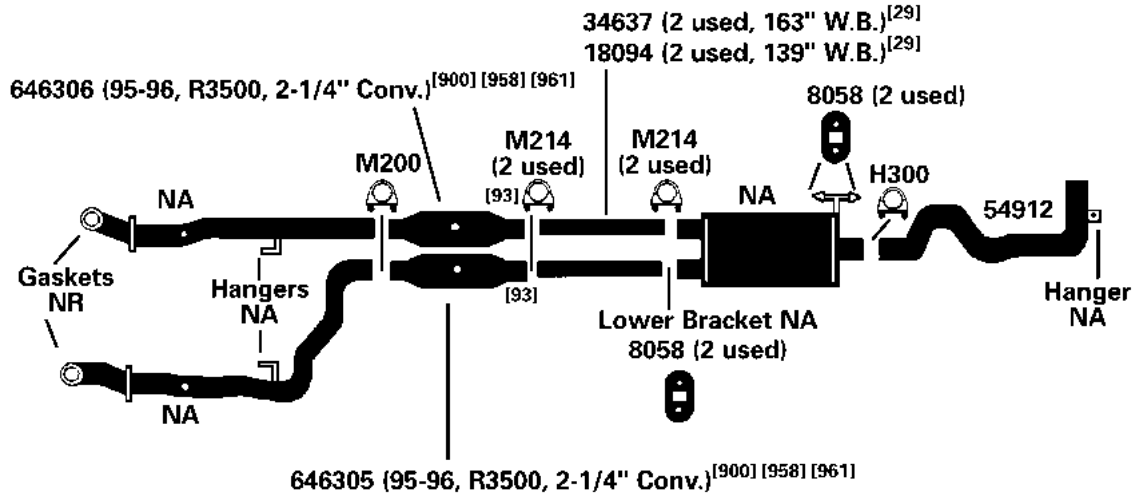 34637 (2 used, 163" W.B.)[29]
18094 (2 used, 139" W.B.)[29]
646306 (95-96, R3500, 2-1/4" Conv.)[900] [958] [961]
8058 (2 used)
M214
(2 used)
M214
(2 used)
M200
H300
NA
[93]
NA
54912
Gaskets
NR
Hangers
NA
[93]
Hanger
NA
Lower Bracket NA
8058 (2 used)
NA
646305 (95-96, R3500, 2-1/4" Conv.)[900] [958] [961]